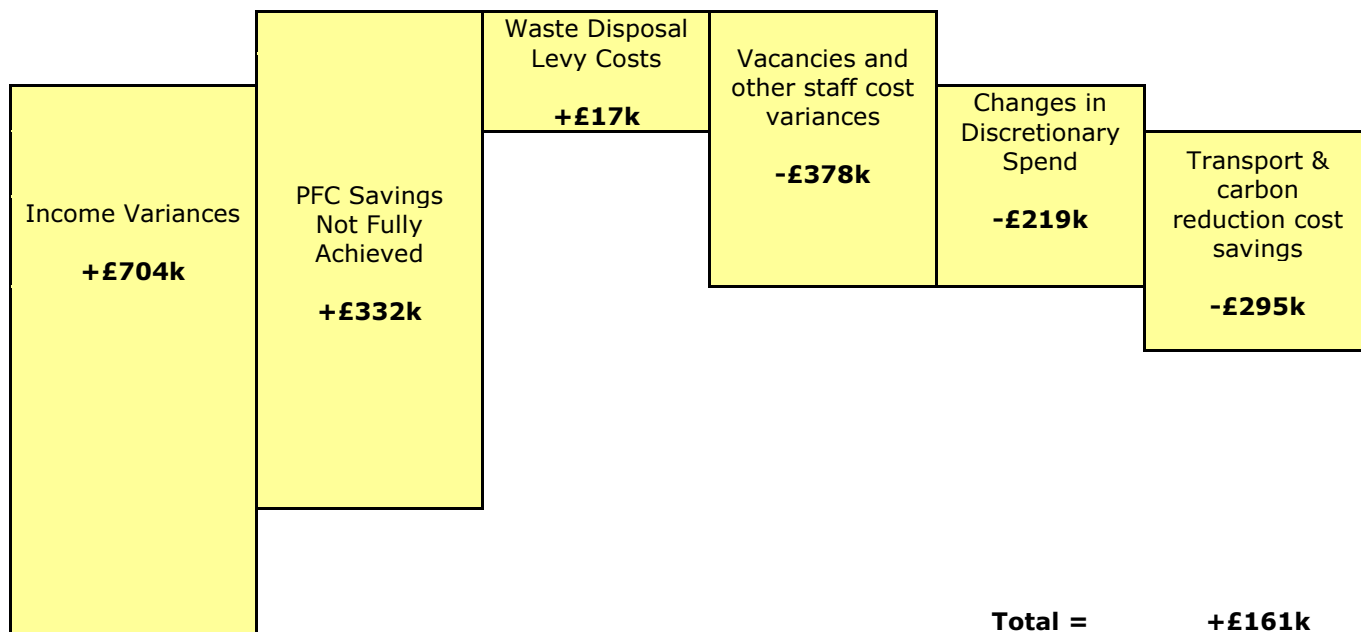 Income Variances
+£704k
PFC Savings
Not Fully
Achieved
+£332k
Waste Disposal
Levy Costs
+£17k
Vacancies and
other staff cost
variances
-£378k
Changes in
Discretionary
Spend
-£219k
Transport &
carbon
reduction cost
savings
-£295k
Total = +£161k